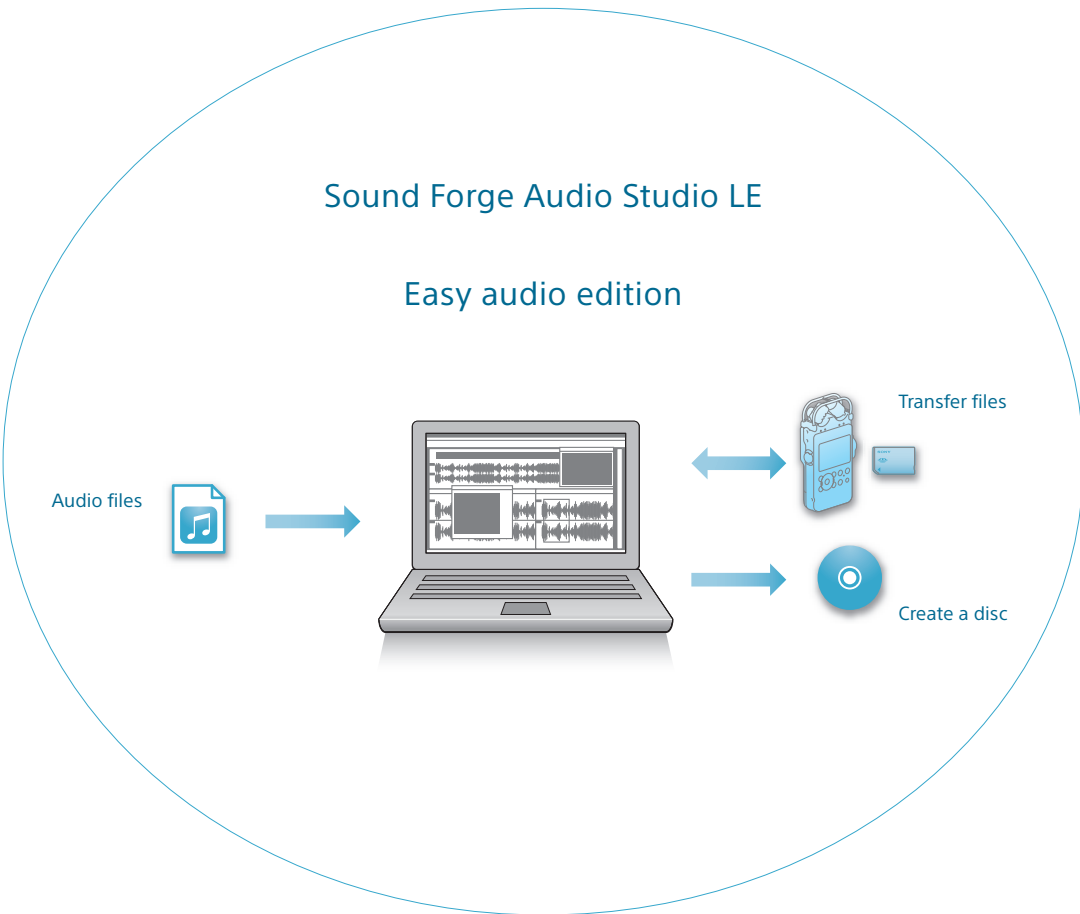 Sound Forge Audio Studio LE
Easy audio edition
Transfer files
Audio files
Create a disc